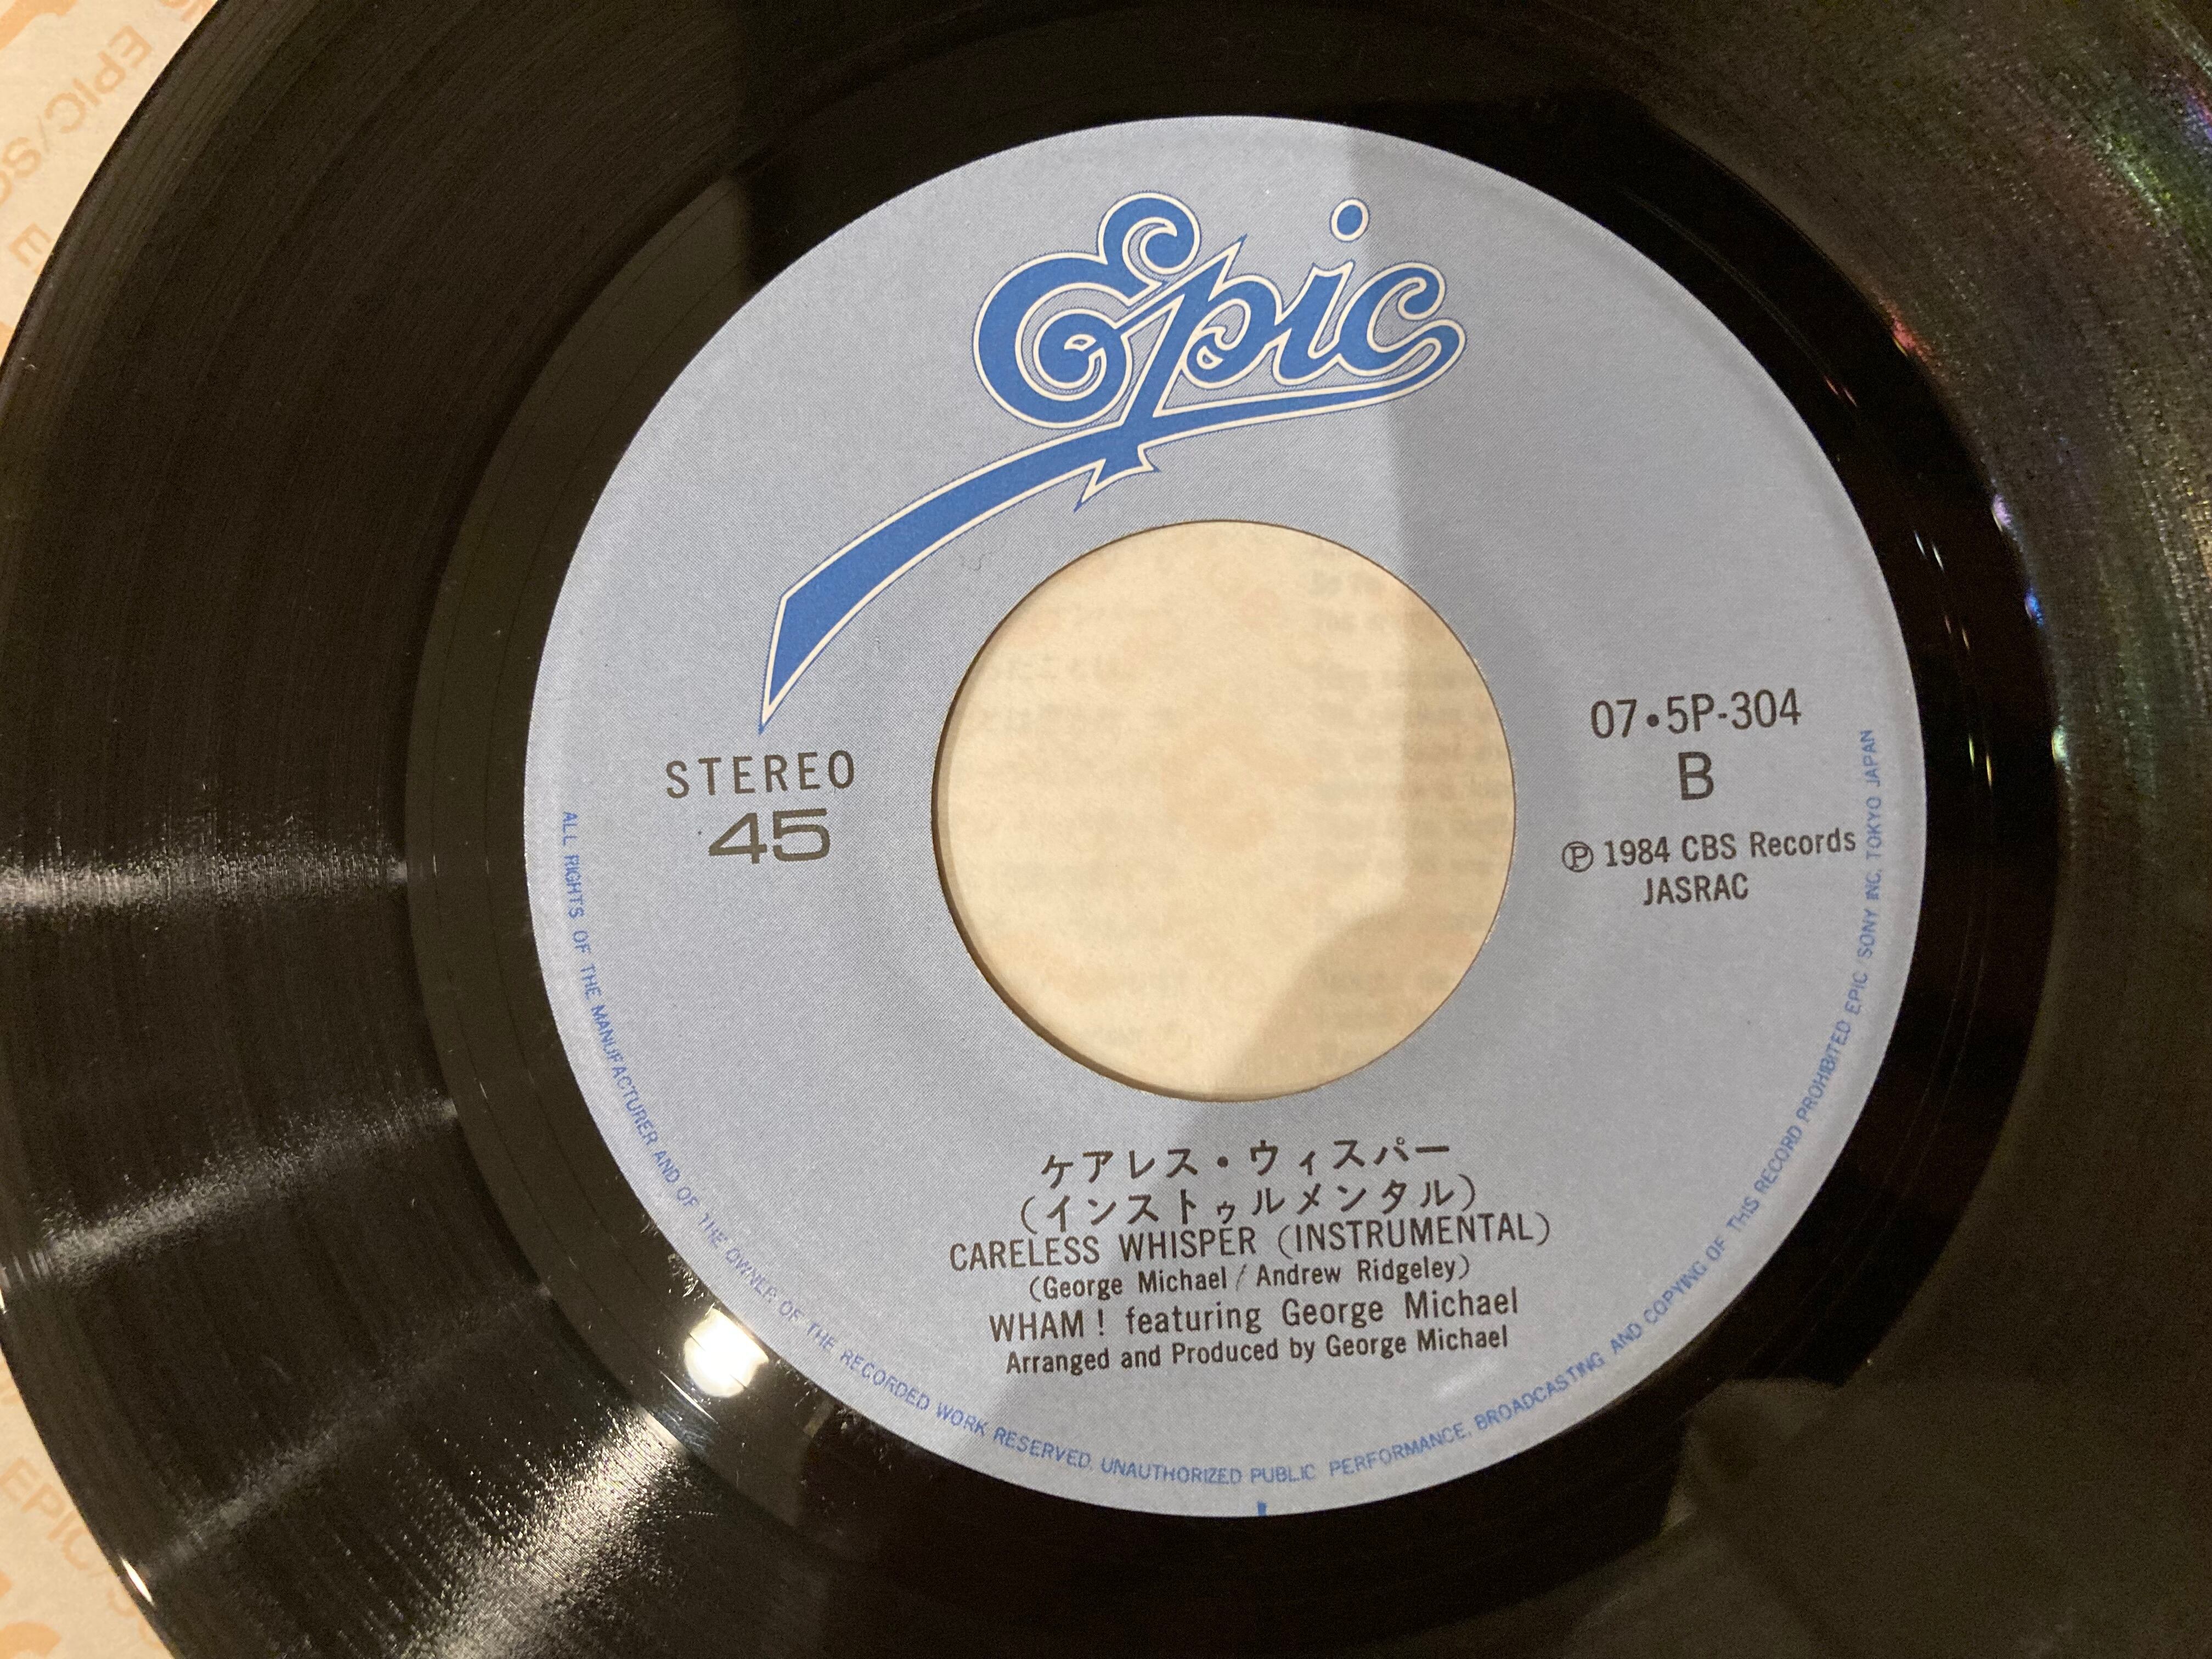 EPIC/SO
E
Epic
STEREO
45
07・5P-304
B
Ⓟ 1984 CBS Records
JASRAC
ケアレス・ウィスパー
(インストゥルメンタル)
CARELESS WHISPER (INSTRUMENTAL)
(George Michael / Andrew Ridgeley)
WHAM! featuring George Michael
Arranged and Produced by George Michael
ALL RIGHTS OF THE MANUFACTURER AND OF THE OWNER OF THE RECORDED WORK RESERVED. UNAUTHORIZED PUBLIC PERFORMANCE, BROADCASTING AND COPYING OF THIS RECORD PROHIBITED EPIC/SONY INC. TOKYO JAPAN
EPIC/S